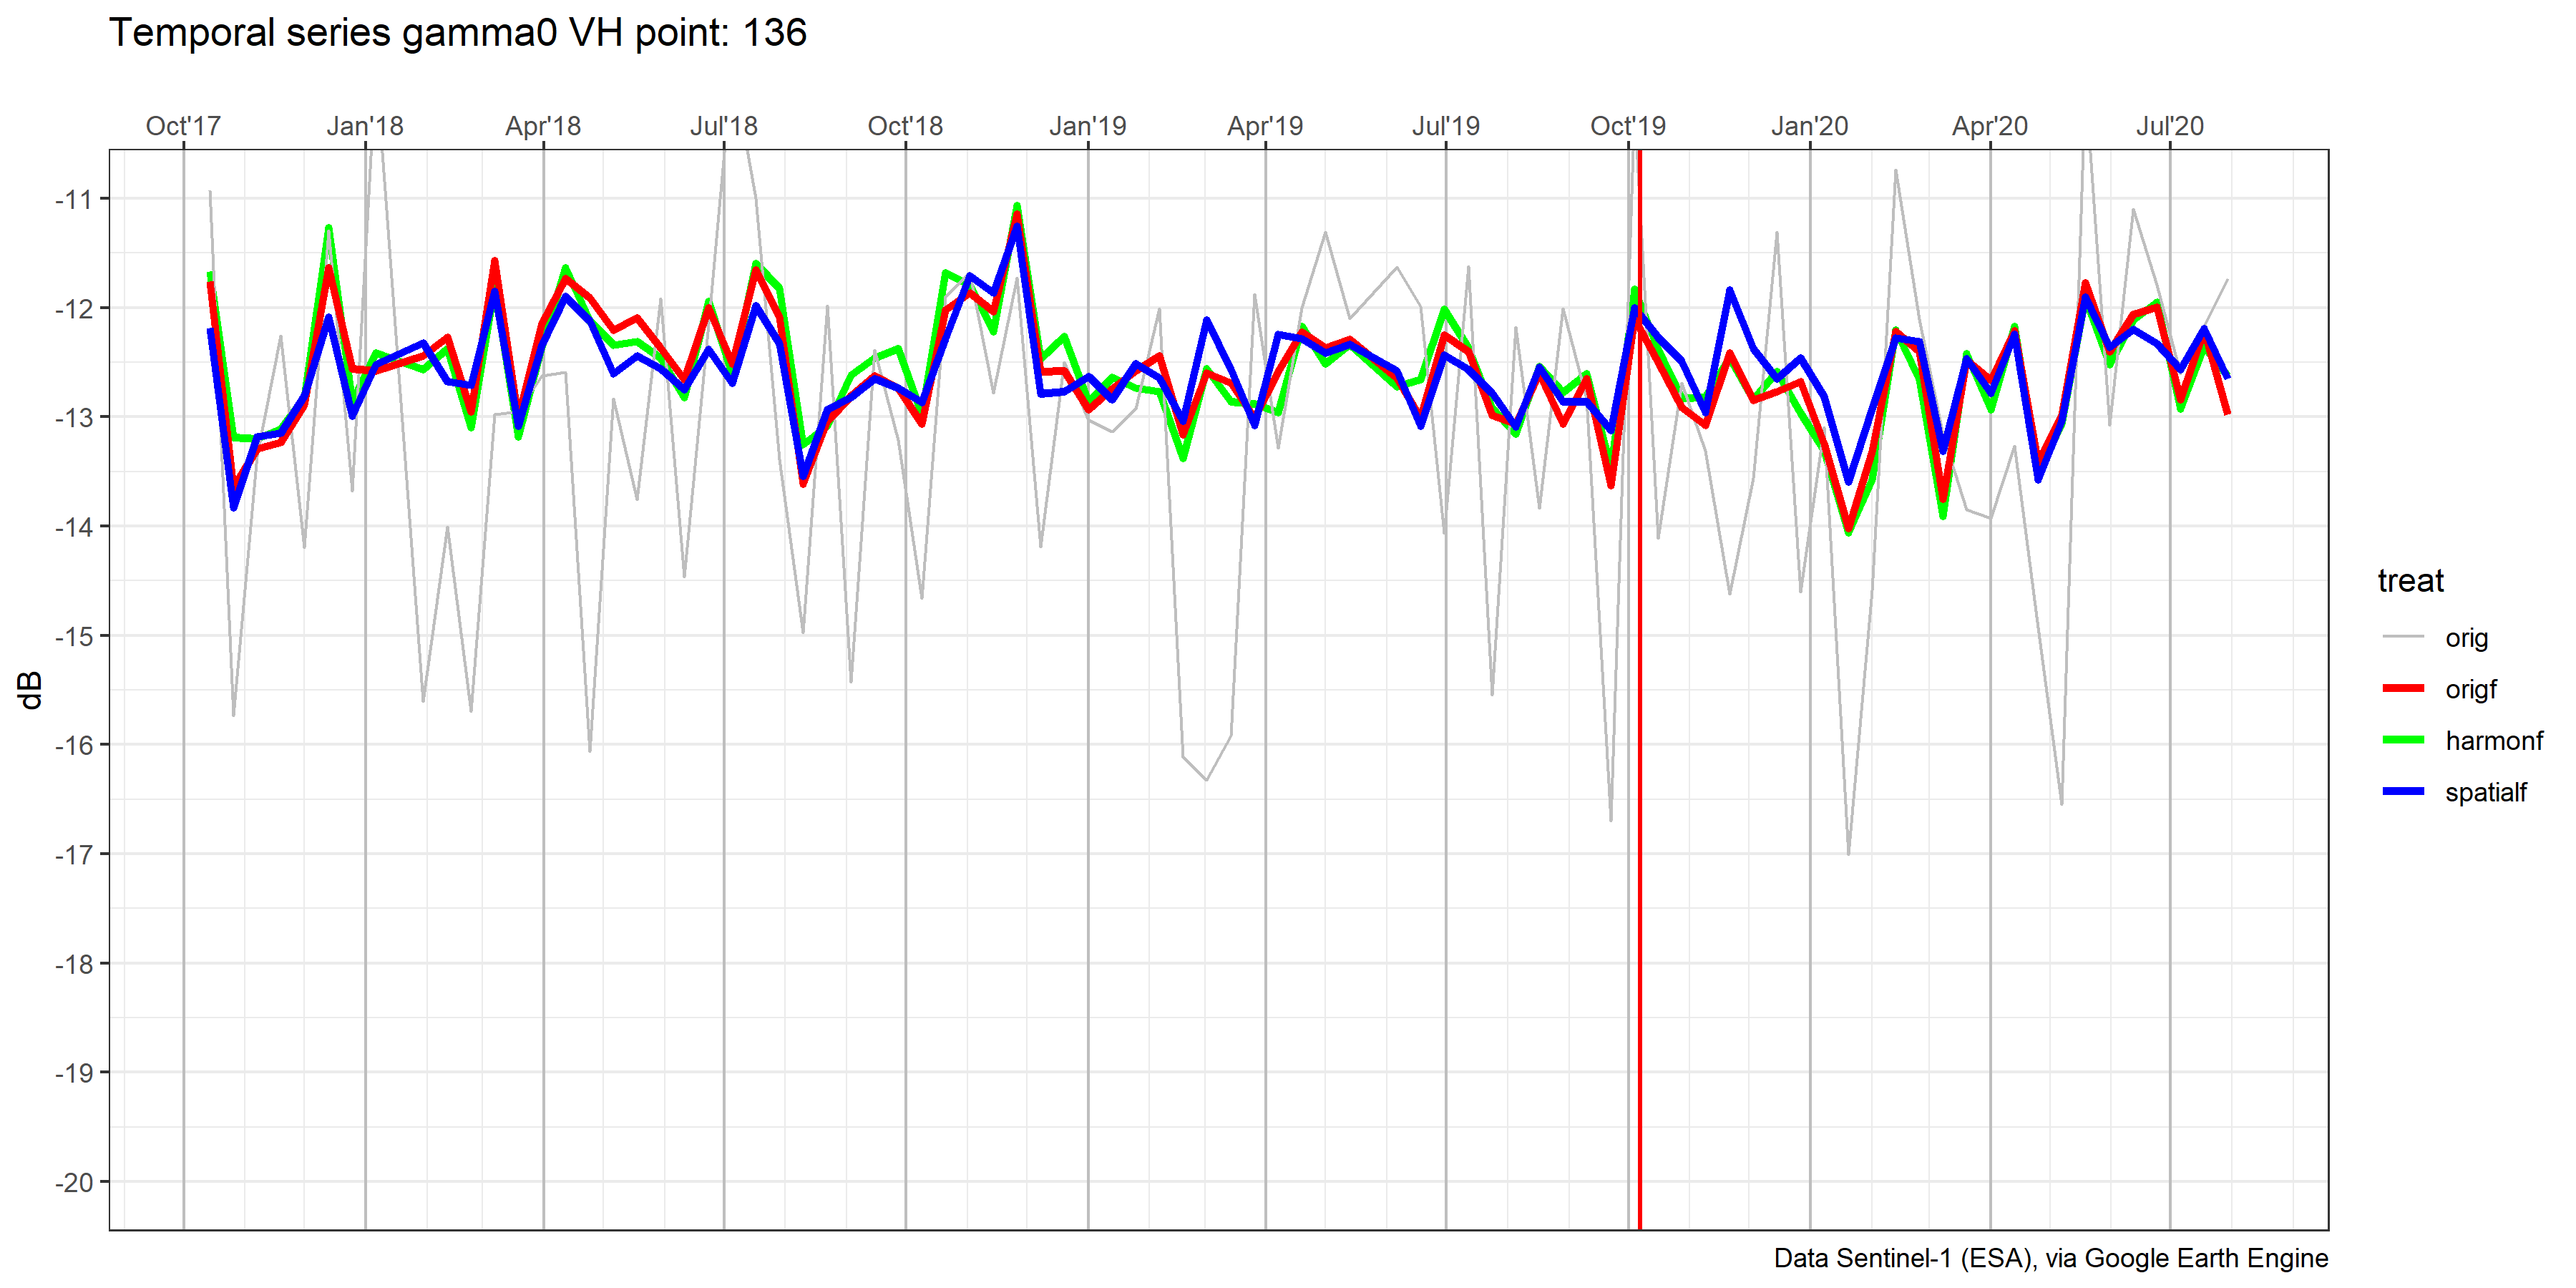 Temporal series gamma0 VH point: 136
Oct'17 Jan'18 Apr'18 Jul'18 Oct'18 Jan'19 Apr'19 Jul'19 Oct'19 Jan'20 Apr'20 Jul'20
-11
-12
-13
-14
-15
-16
-17
-18
-19
-20
dB
treat
orig
origf
harmonf
spatialf
Data Sentinel-1 (ESA), via Google Earth Engine